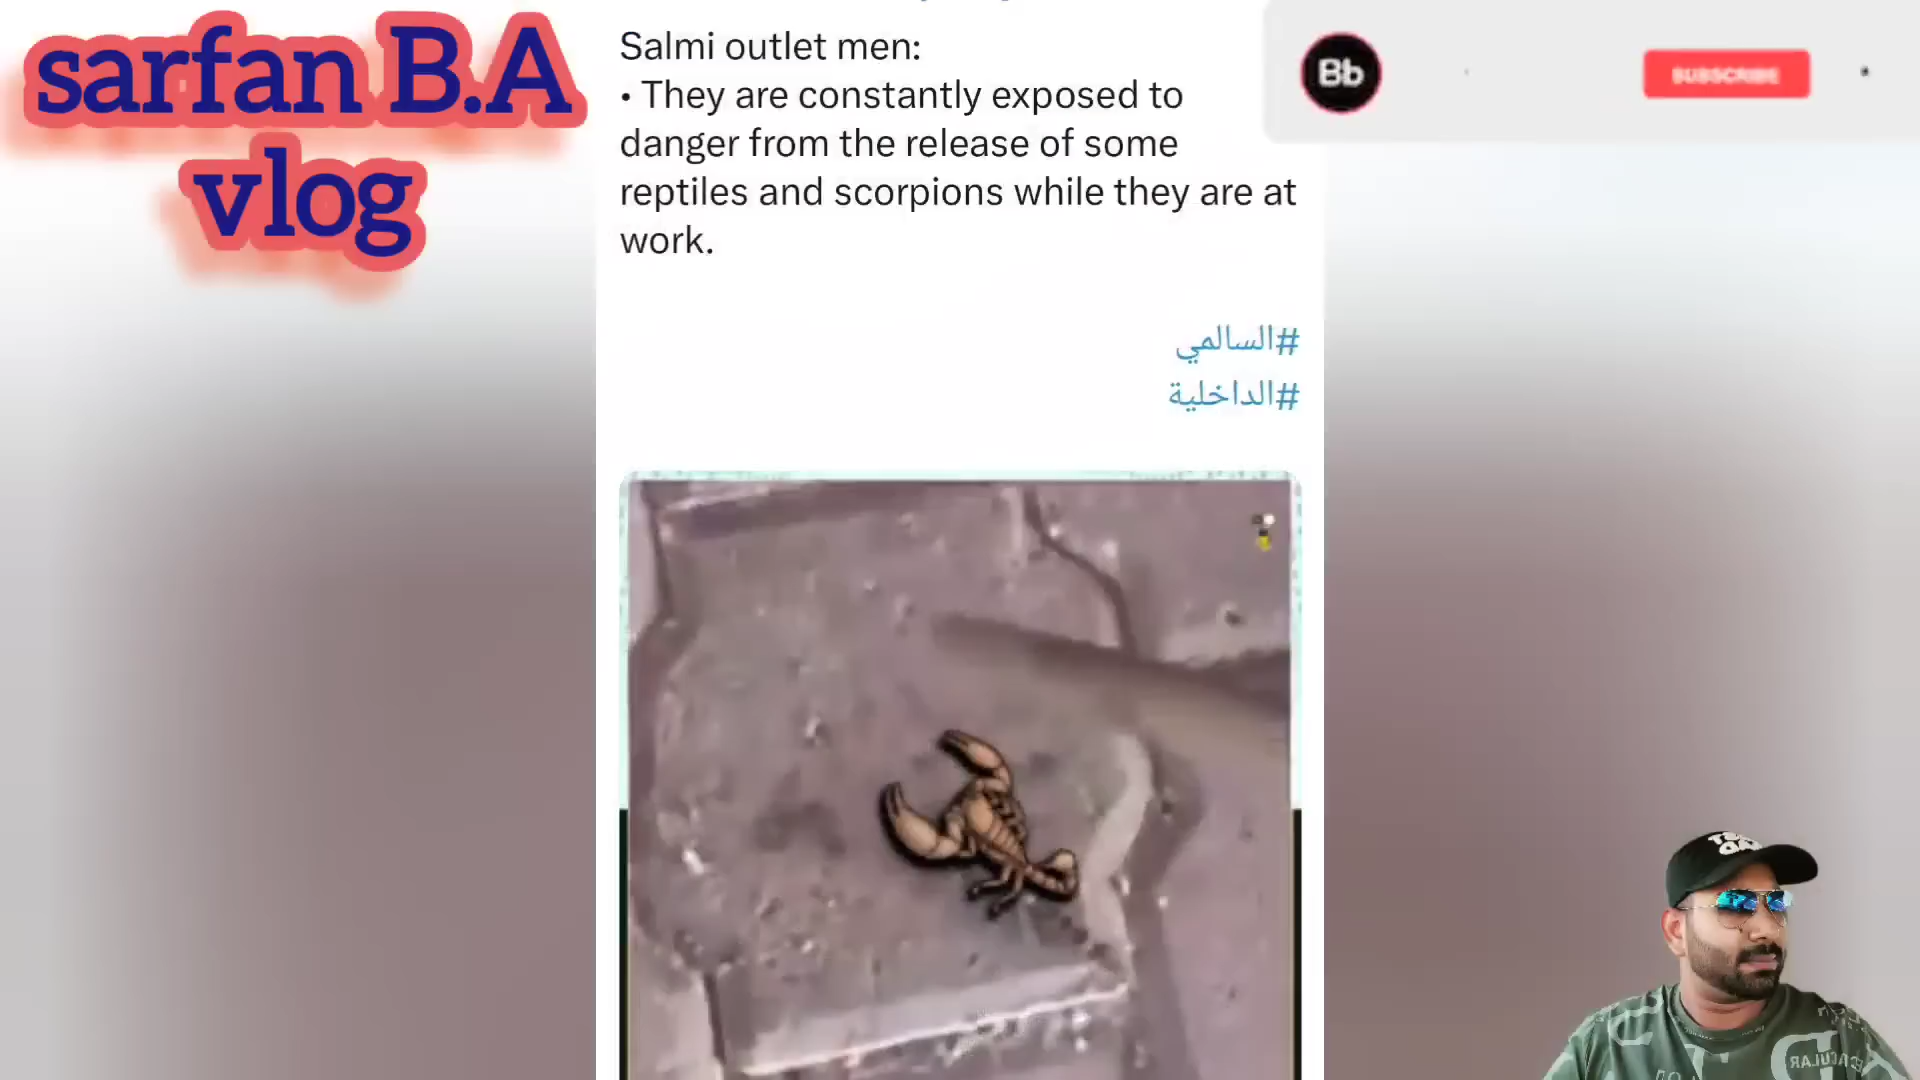 sarfan B.A
vlog
Salmi outlet men:
• They are constantly exposed to
danger from the release of some
reptiles and scorpions while they are at
work.
#السالمي
#الداخلية
Bb
SUBSCRIBE